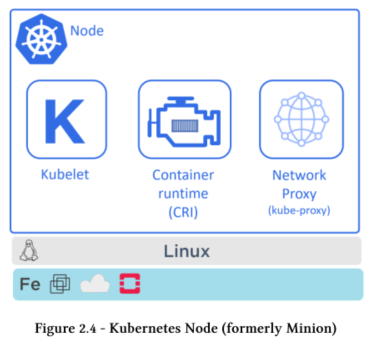 Node
K
Kubelet
Container
runtime
(CRI)
Network
Proxy
(kube-proxy)
Linux
Fe
Figure 2.4 - Kubernetes Node (formerly Minion)